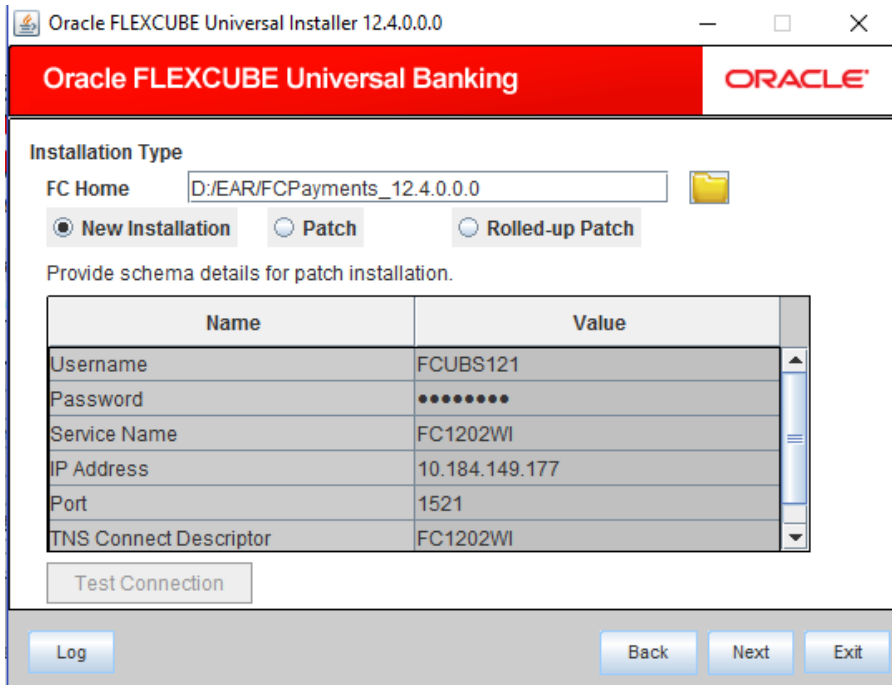 Oracle FLEXCUBE Universal Installer 12.4.0.0.0
Oracle FLEXCUBE Universal Banking
ORACLE
Installation Type
FC Home D:/EAR/FCPayments_12.4.0.0.0
New Installation Patch Rolled-up Patch
Provide schema details for patch installation.
Name Value
Username FCUBS121
Password ••••••••
Service Name FC1202WI
IP Address 10.184.149.177
Port 1521
TNS Connect Descriptor FC1202WI
Test Connection
Log Back Next Exit